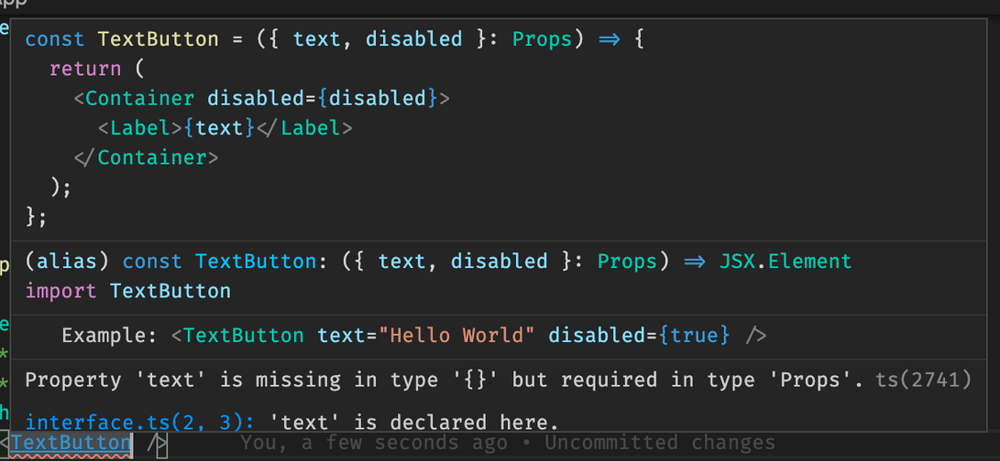 app
const TextButton = ({ text, disabled }: Props) => {
return (
<Container disabled={disabled}>
<Label>{text}</Label>
</Container>
);
};
(alias) const TextButton: ({ text, disabled }: Props) => JSX.Element
import TextButton
Example: <TextButton text="Hello World" disabled={true} />
Property 'text' is missing in type '{}' but required in type 'Props'. ts(2741)
interface.ts(2, 3): 'text' is declared here.
<TextButton /> You, a few seconds ago • Uncommitted changes